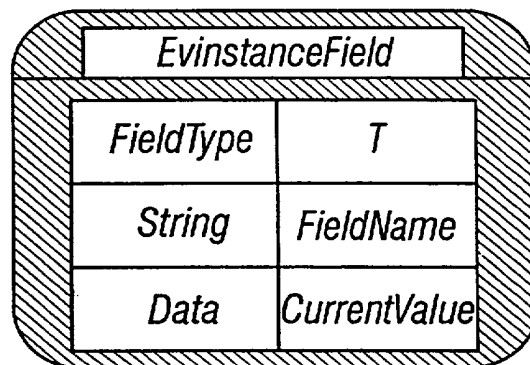 EvinstanceField
FieldType T
String FieldName
Data CurrentValue